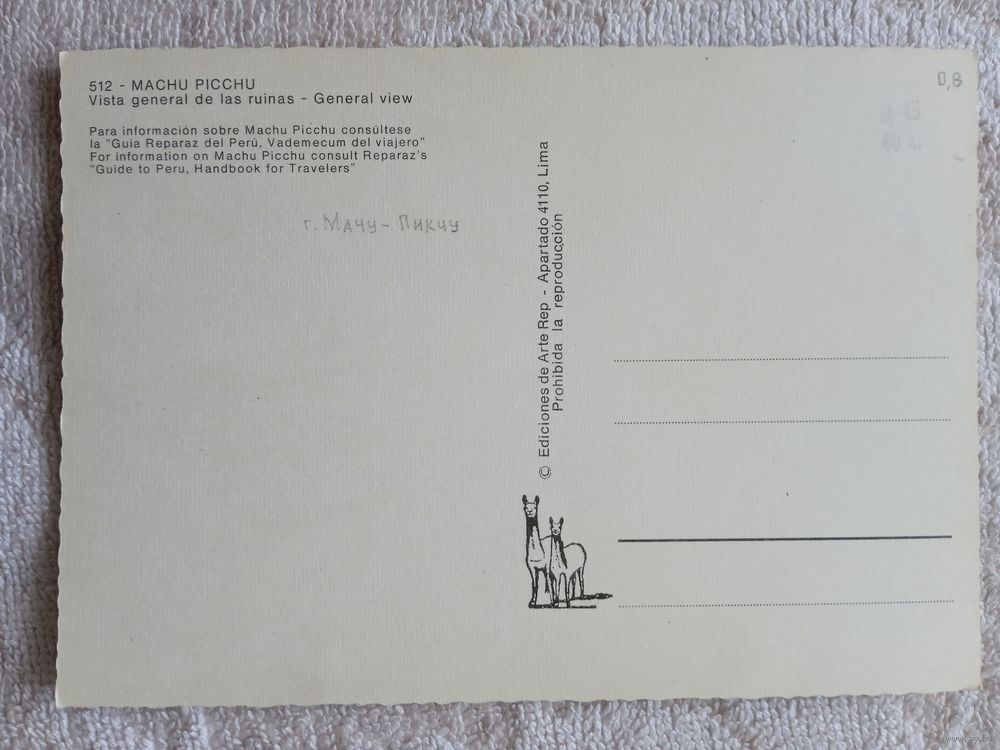 512 - MACHU PICCHU
Vista general de las ruinas - General view
Para información sobre Machu Picchu consúltese
la "Guia Reparaz del Perú, Vademecum del viajero"
For information on Machu Picchu consult Reparaz's
"Guide to Peru, Handbook for Travelers"
г. Мачу-Пикчу
© Ediciones de Arte Rep - Apartado 4110, Lima
Prohibida la reproducción
0,8